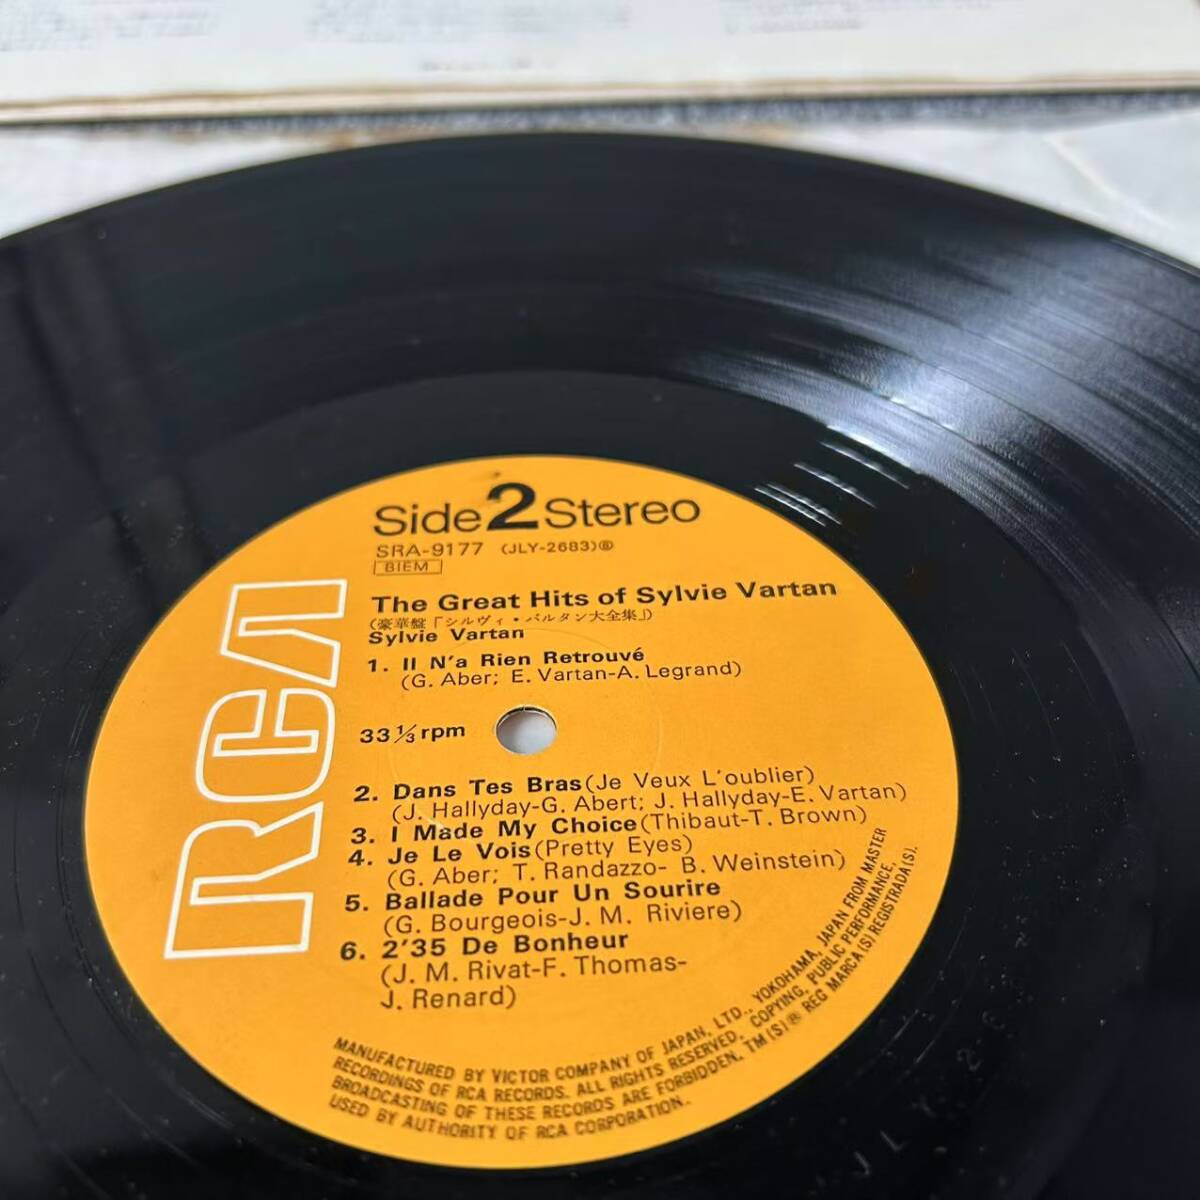 Side 2 Stereo
SRA-9177 (JLY-2683)Ⓑ
BIEM
The Great Hits of Sylvie Vartan
(豪華盤「シルヴィ・バルタン大全集」)
Sylvie Vartan
1. Il N'a Rien Retrouvé
(G. Aber; E. Vartan-A. Legrand)
33 1/3 rpm
2. Dans Tes Bras (Je Veux L'oublier)
(J. Hallyday-G. Abert; J. Hallyday-E. Vartan)
3. I Made My Choice (Thibaut-T. Brown)
4. Je Le Vois (Pretty Eyes)
(G. Aber; T. Randazzo- B. Weinstein)
5. Ballade Pour Un Sourire
(G. Bourgeois-J. M. Riviere)
6. 2'35 De Bonheur
(J. M. Rivat-F. Thomas-
J. Renard)
RCA
MANUFACTURED BY VICTOR COMPANY OF JAPAN, LTD., YOKOHAMA, JAPAN FROM MASTER
RECORDINGS OF RCA RECORDS. ALL RIGHTS RESERVED. COPYING, PUBLIC PERFORMANCE,
BROADCASTING OF THESE RECORDS ARE FORBIDDEN. TM(S)® REG MARCA(S) REGISTRADA(S).
USED BY AUTHORITY OF RCA CORPORATION.